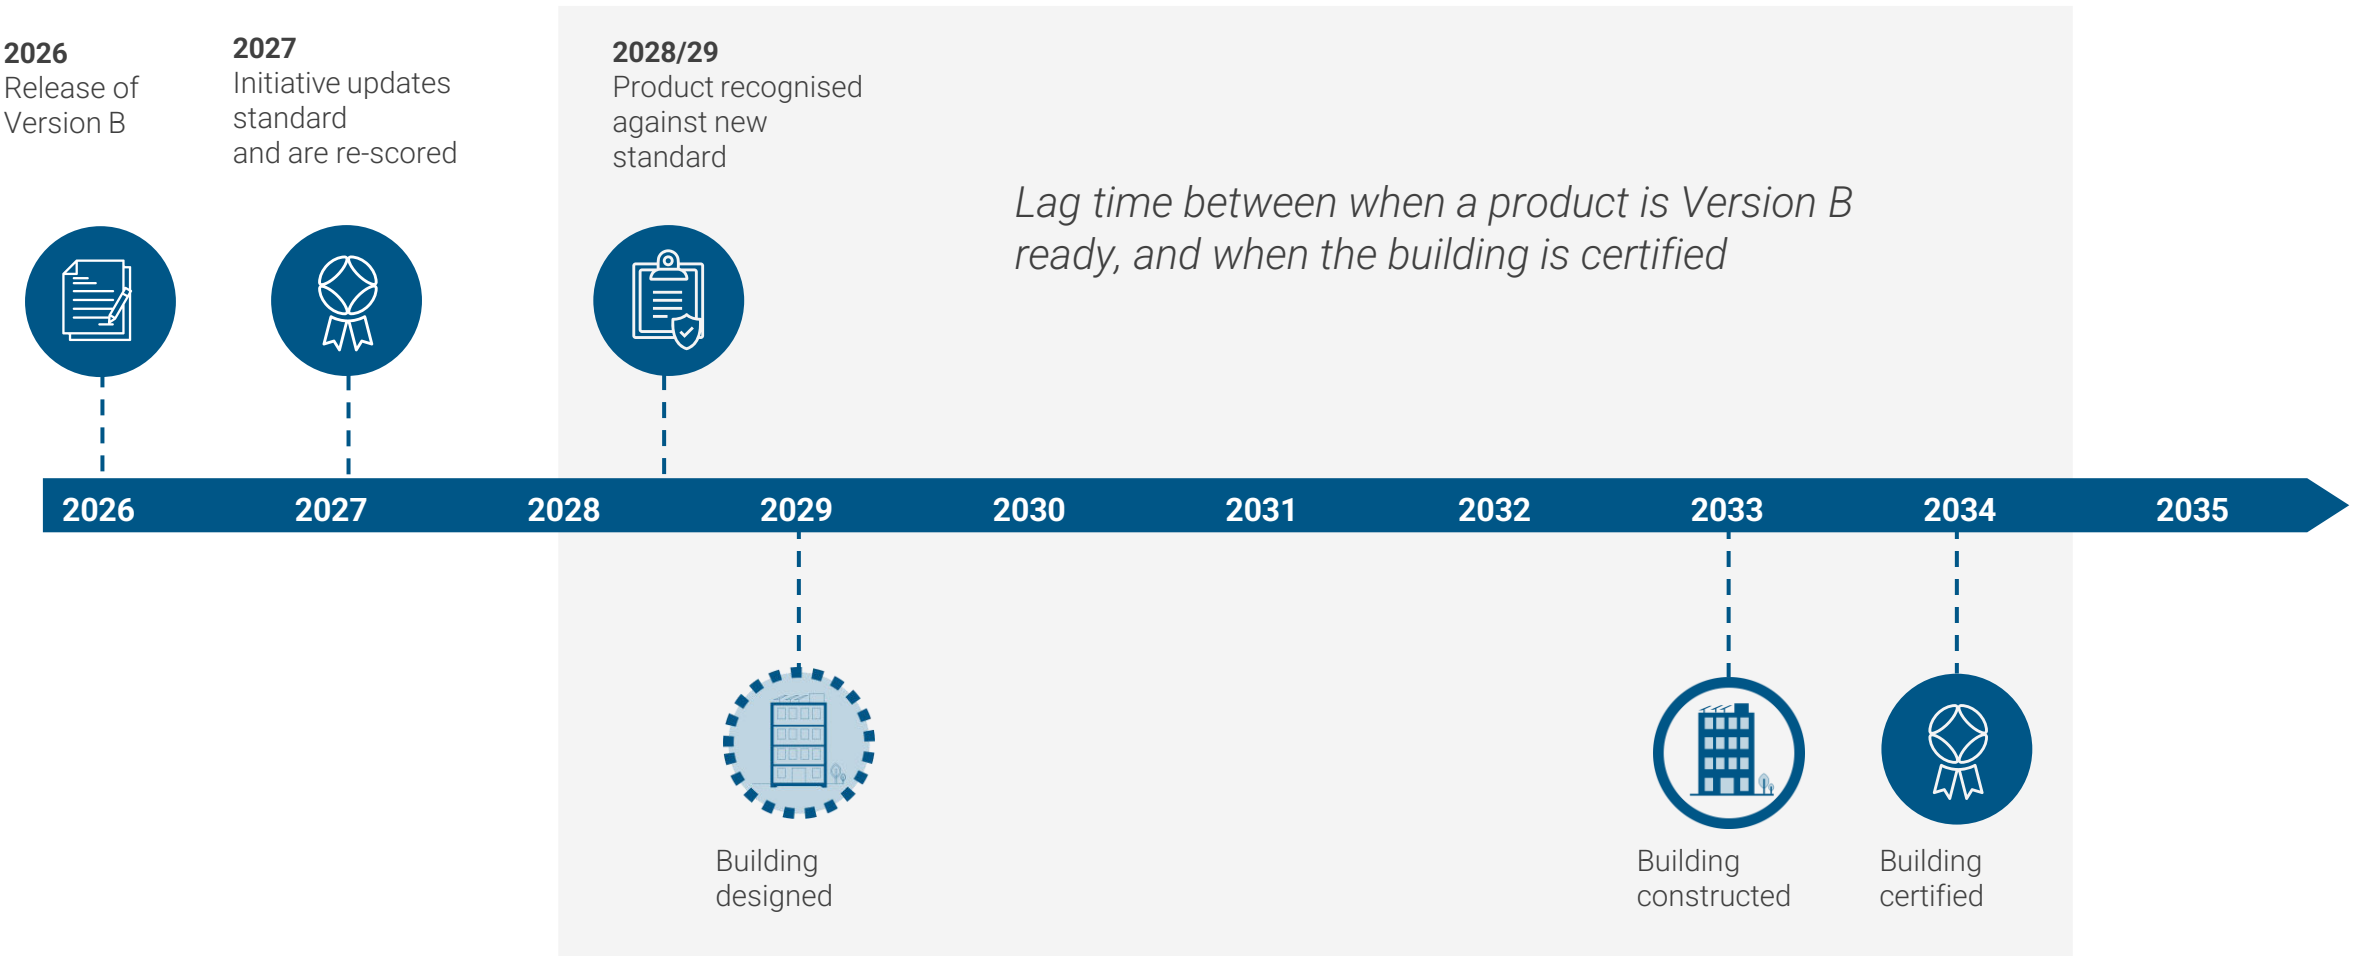 2026
Release of
Version B
2027
Initiative updates
standard
and are re-scored
2028/29
Product recognised
against new
standard
Lag time between when a product is Version B
ready, and when the building is certified
2026 2027 2028 2029 2030 2031 2032 2033 2034 2035
Building
designed
Building
constructed
Building
certified